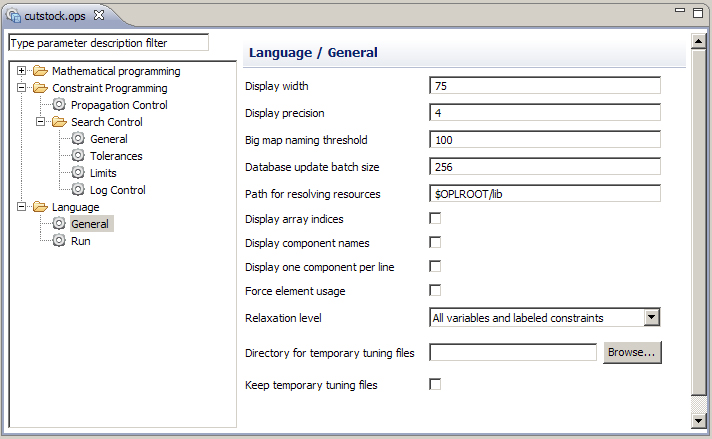 cutstock.ops
Type parameter description filter
Mathematical programming
Constraint Programming
Propagation Control
Search Control
General
Tolerances
Limits
Log Control
Language
General
Run
Language / General
Display width 75
Display precision 4
Big map naming threshold 100
Database update batch size 256
Path for resolving resources $OPLROOT/lib
Display array indices
Display component names
Display one component per line
Force element usage
Relaxation level All variables and labeled constraints
Directory for temporary tuning files Browse...
Keep temporary tuning files